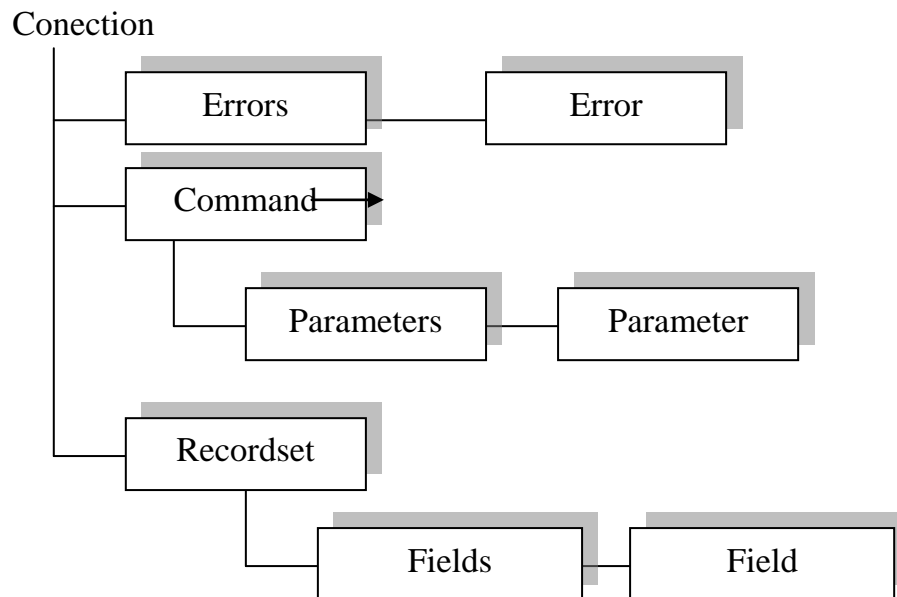 Conection
Errors
Error
Command
Parameters
Parameter
Recordset
Fields
Field